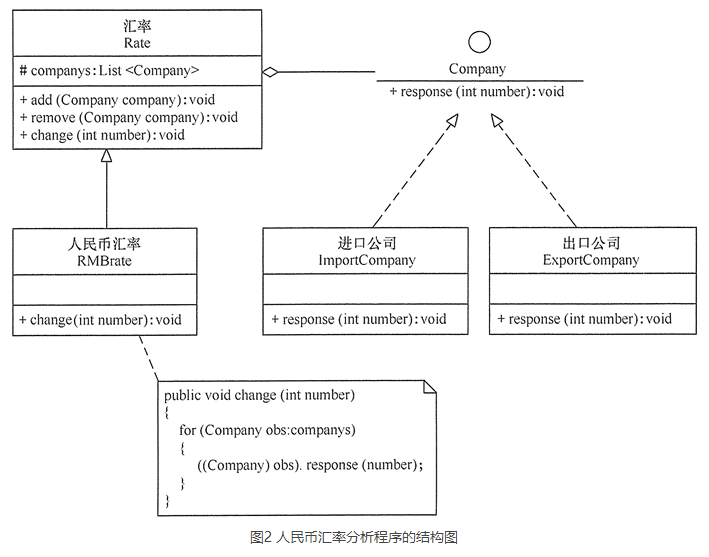 汇率
Rate
# companys:List <Company>
+ add (Company company):void
+ remove (Company company):void
+ change (int number):void
Company
+ response (int number):void
人民币汇率
RMBrate
+ change(int number):void
进口公司
ImportCompany
+ response (int number):void
出口公司
ExportCompany
+ response (int number):void
public void change (int number)
{
for (Company obs:companys)
{
((Company) obs). response (number);
}
}
图2 人民币汇率分析程序的结构图